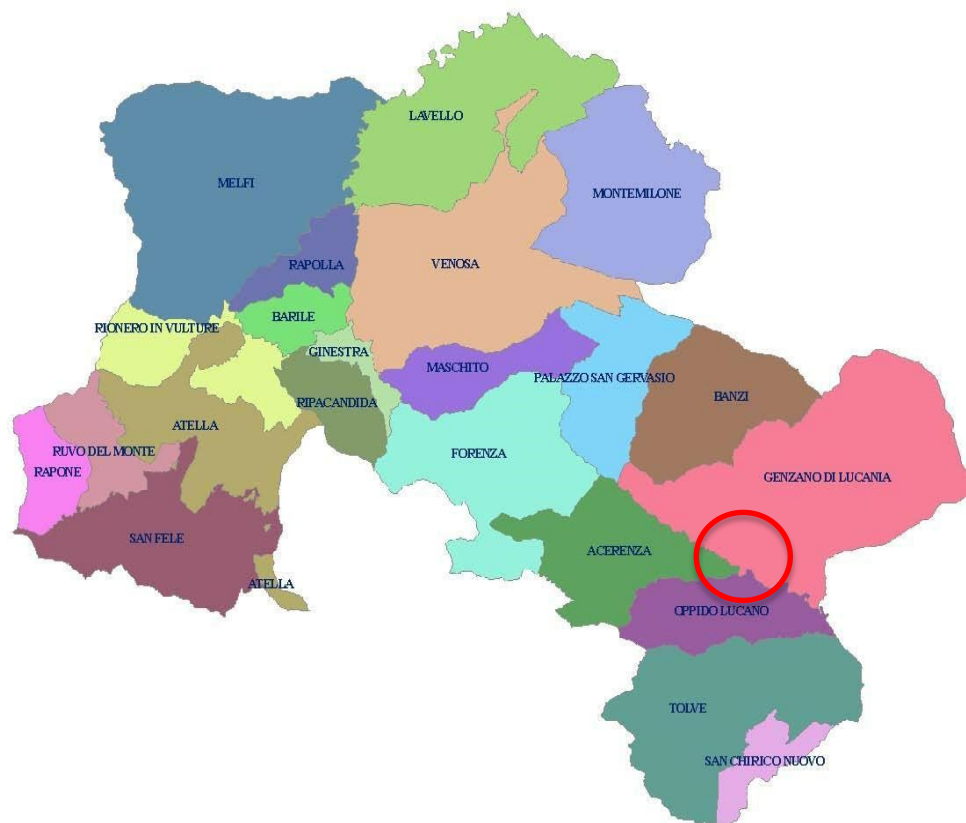 LAVELLO
MELFI
MONTEMILONE
RAPOLLA
VENOSA
BARILE
RIONERO IN VULTURE
GINESTRA
MASCHITO
PALAZZO SAN GERVASIO
BANZI
RIPACANDIDA
ATELLA
RUVO DEL MONTE
FORENZA
RAPONE
GENZANO DI LUCANIA
SAN FELE
ACERENZA
ATELLA
OPPIDO LUCANO
TOLVE
SAN CHIRICO NUOVO